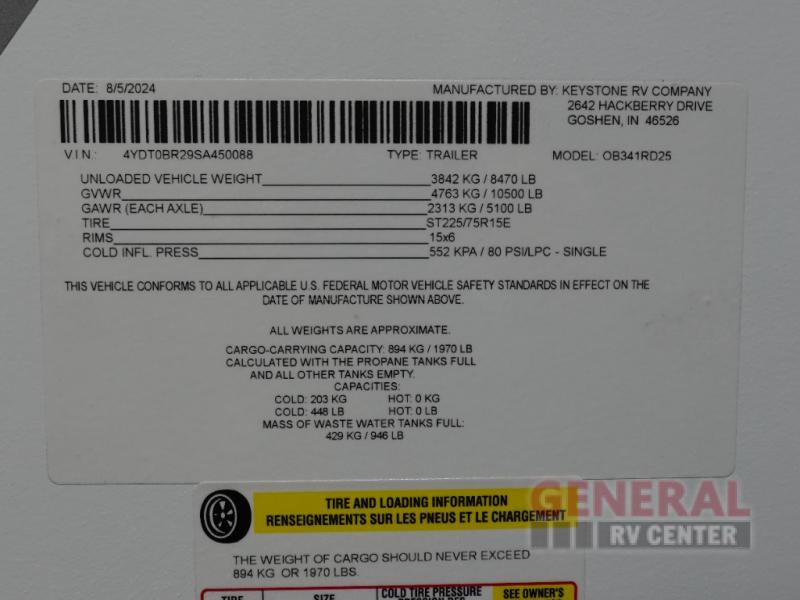 DATE: 8/5/2024 MANUFACTURED BY: KEYSTONE RV COMPANY
2642 HACKBERRY DRIVE
GOSHEN, IN 46526
V.I.N.: 4YDT0BR29SA450088 TYPE: TRAILER MODEL: OB341RD25
UNLOADED VEHICLE WEIGHT 3842 KG / 8470 LB
GVWR 4763 KG / 10500 LB
GAWR (EACH AXLE) 2313 KG / 5100 LB
TIRE ST225/75R15E
RIMS 15x6
COLD INFL. PRESS 552 KPA / 80 PSI/LPC - SINGLE
THIS VEHICLE CONFORMS TO ALL APPLICABLE U.S. FEDERAL MOTOR VEHICLE SAFETY STANDARDS IN EFFECT ON THE
DATE OF MANUFACTURE SHOWN ABOVE.
ALL WEIGHTS ARE APPROXIMATE.
CARGO-CARRYING CAPACITY: 894 KG / 1970 LB
CALCULATED WITH THE PROPANE TANKS FULL
AND ALL OTHER TANKS EMPTY.
CAPACITIES:
COLD: 203 KG HOT: 0 KG
COLD: 448 LB HOT: 0 LB
MASS OF WASTE WATER TANKS FULL:
429 KG / 946 LB
TIRE AND LOADING INFORMATION
RENSEIGNEMENTS SUR LES PNEUS ET LE CHARGEMENT
GENERAL
RV CENTER
THE WEIGHT OF CARGO SHOULD NEVER EXCEED
894 KG OR 1970 LBS.
TIRE SIZE COLD TIRE PRESSURE SEE OWNER'S